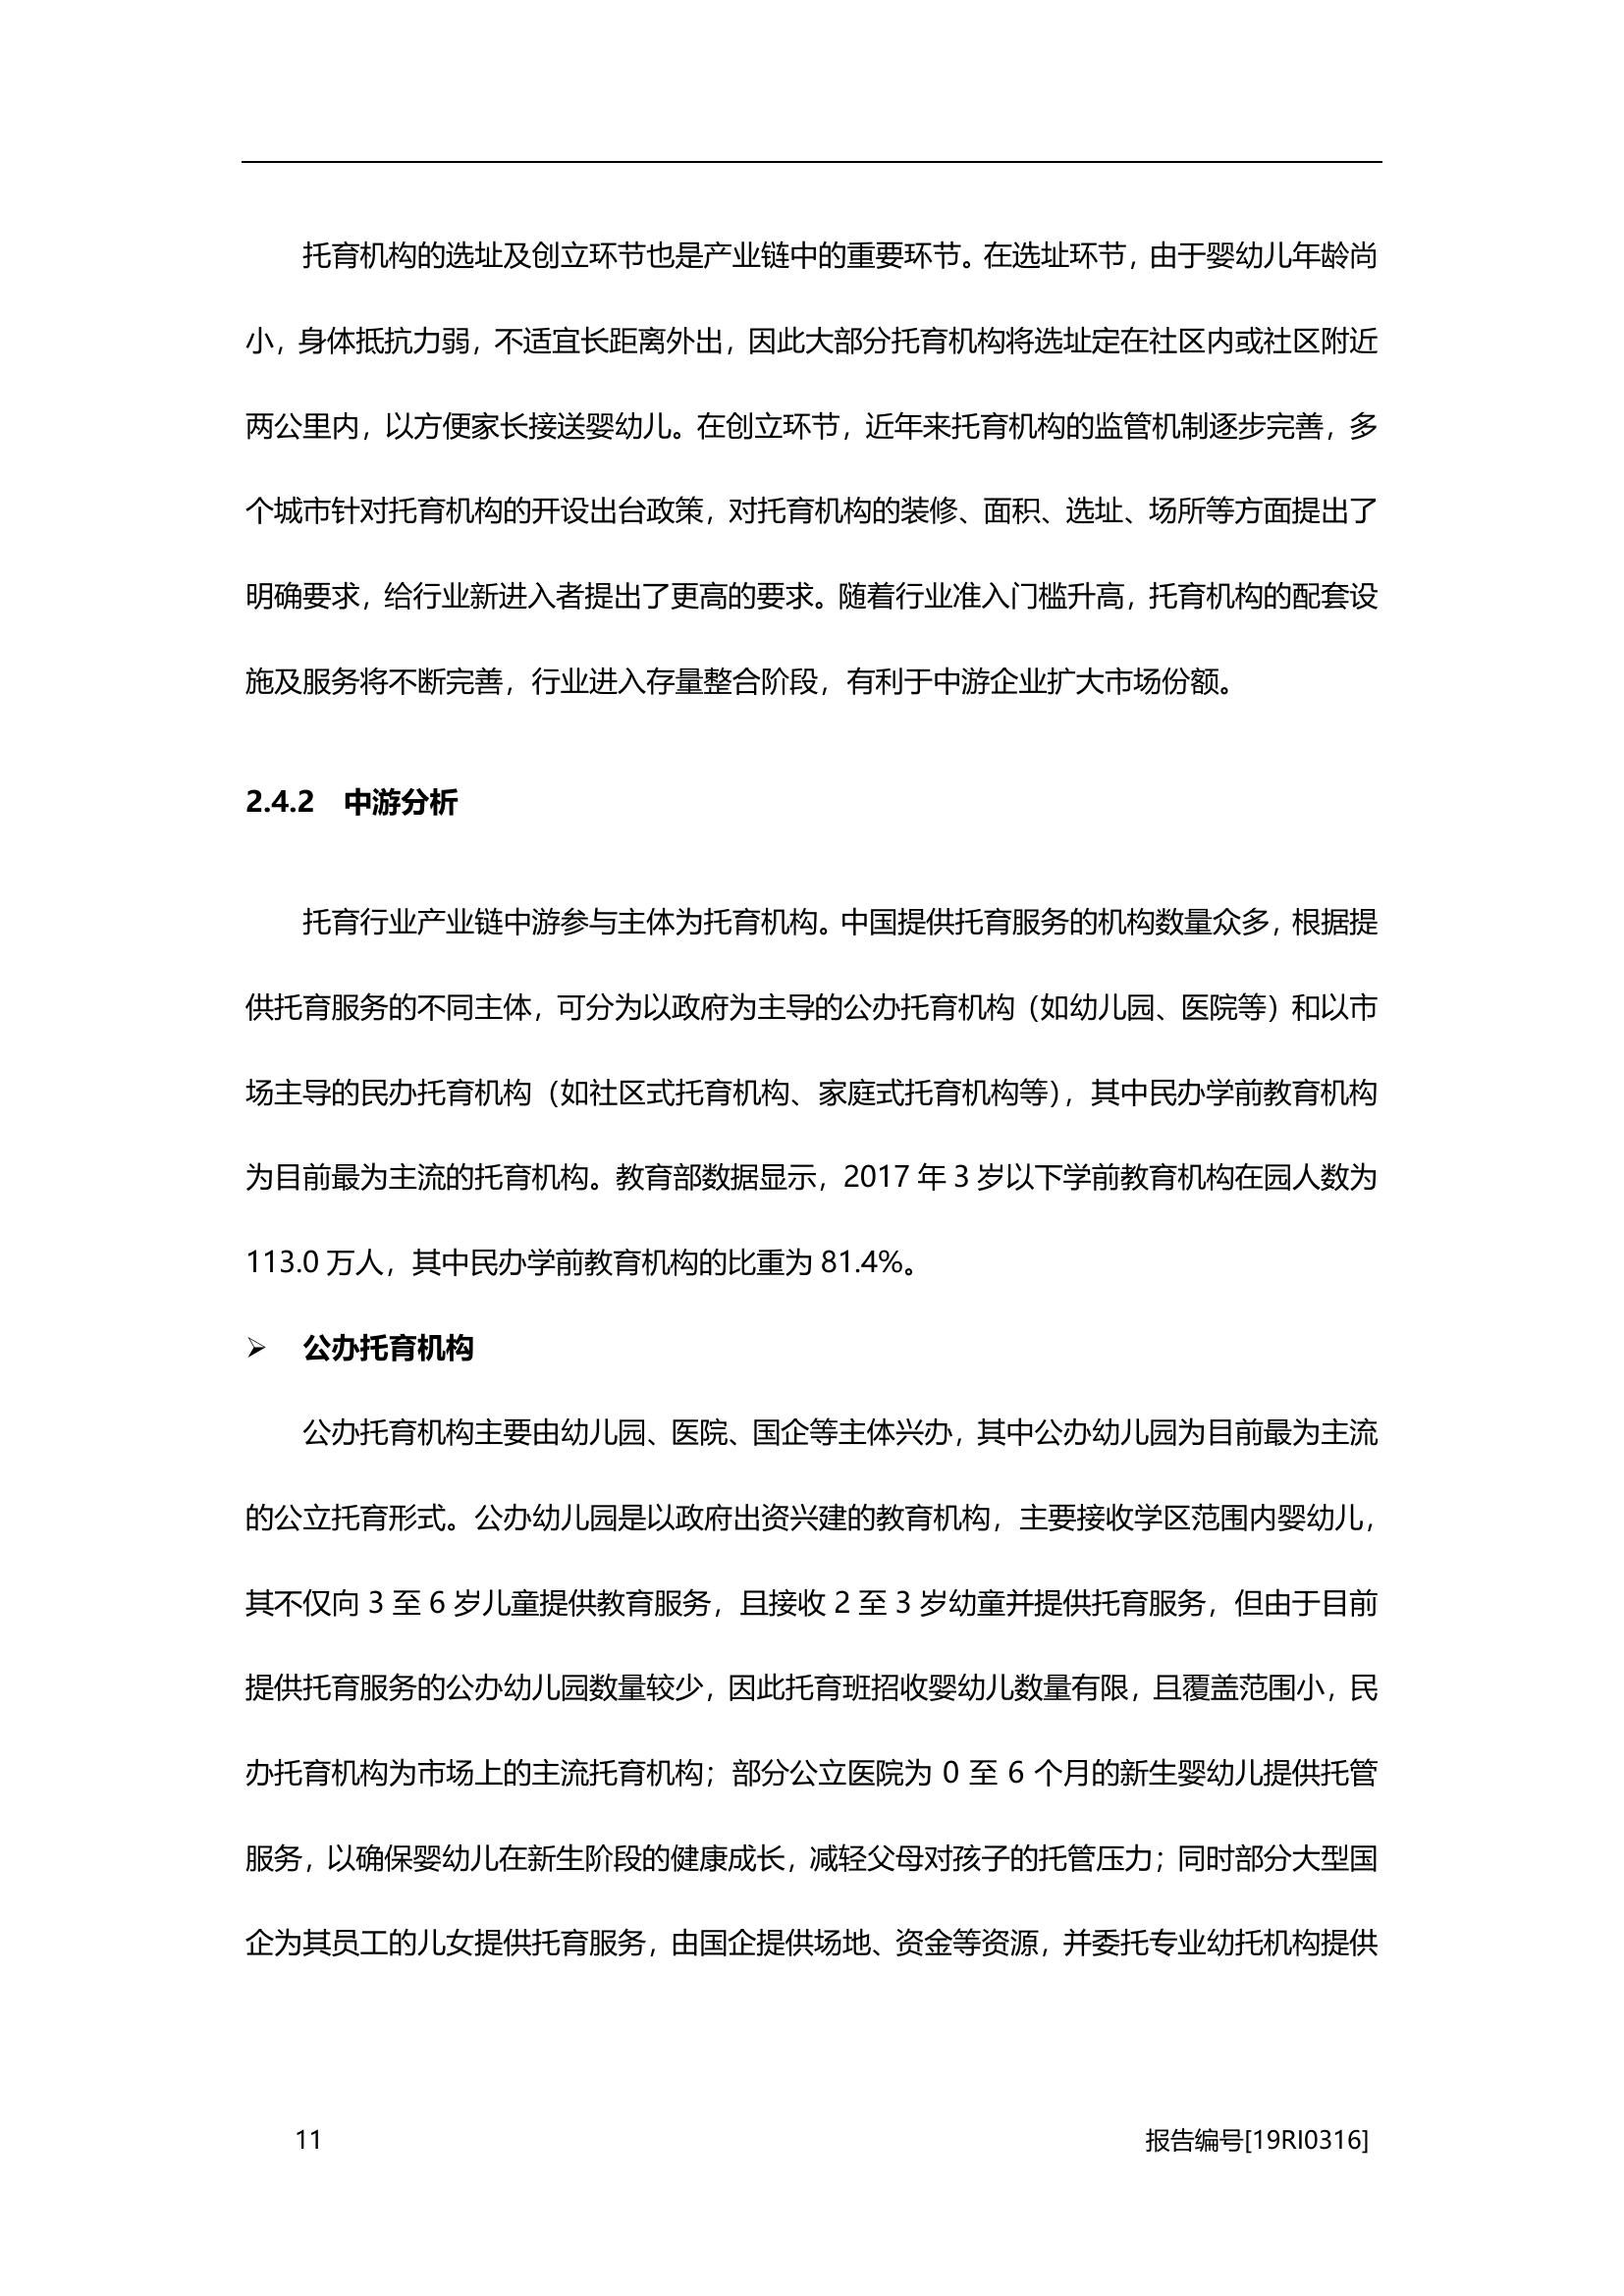 托育机构的选址及创立环节也是产业链中的重要环节。在选址环节，由于婴幼儿年龄尚
小，身体抵抗力弱，不适宜长距离外出，因此大部分托育机构将选址定在社区内或社区附近
两公里内，以方便家长接送婴幼儿。在创立环节，近年来托育机构的监管机制逐步完善，多
个城市针对托育机构的开设出台政策，对托育机构的装修、面积、选址、场所等方面提出了
明确要求，给行业新进入者提出了更高的要求。随着行业准入门槛升高，托育机构的配套设
施及服务将不断完善，行业进入存量整合阶段，有利于中游企业扩大市场份额。
2.4.2 中游分析
托育行业产业链中游参与主体为托育机构。中国提供托育服务的机构数量众多，根据提
供托育服务的不同主体，可分为以政府为主导的公办托育机构（如幼儿园、医院等）和以市
场主导的民办托育机构（如社区式托育机构、家庭式托育机构等），其中民办学前教育机构
为目前最为主流的托育机构。教育部数据显示，2017 年 3 岁以下学前教育机构在园人数为
113.0 万人，其中民办学前教育机构的比重为 81.4%。
➢ 公办托育机构
公办托育机构主要由幼儿园、医院、国企等主体兴办，其中公办幼儿园为目前最为主流
的公立托育形式。公办幼儿园是以政府出资兴建的教育机构，主要接收学区范围内婴幼儿，
其不仅向 3 至 6 岁儿童提供教育服务，且接收 2 至 3 岁幼童并提供托育服务，但由于目前
提供托育服务的公办幼儿园数量较少，因此托育班招收婴幼儿数量有限，且覆盖范围小，民
办托育机构为市场上的主流托育机构；部分公立医院为 0 至 6 个月的新生婴幼儿提供托管
服务，以确保婴幼儿在新生阶段的健康成长，减轻父母对孩子的托管压力；同时部分大型国
企为其员工的儿女提供托育服务，由国企提供场地、资金等资源，并委托专业幼托机构提供
11 报告编号[19RI0316]